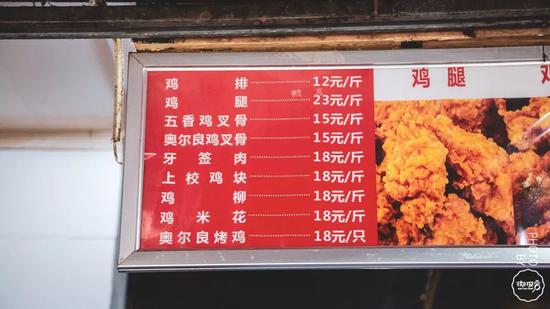 鸡排 12元/斤
鸡腿 23元/斤
五香鸡叉骨 15元/斤
奥尔良鸡叉骨 15元/斤
牙签肉 18元/斤
上校鸡块 18元/斤
鸡柳 18元/斤
鸡米花 18元/斤
奥尔良烤鸡 18元/只
鸡腿